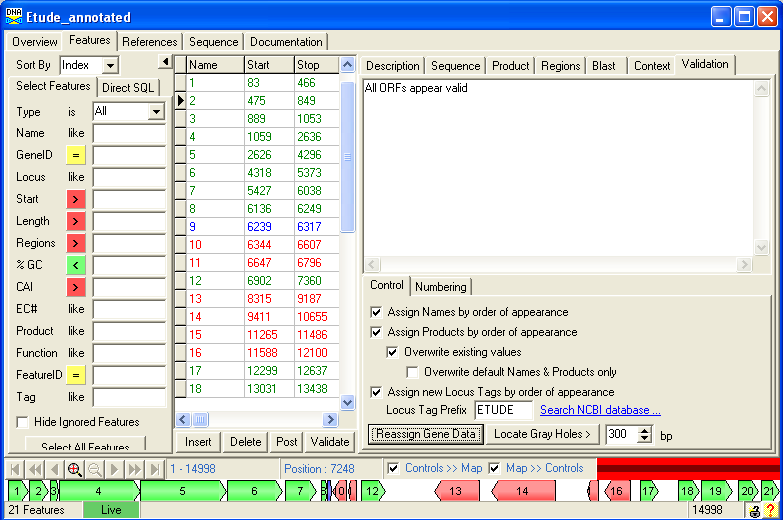 Etude_annotated
Overview Features References Sequence Documentation
Sort By Index
Select Features Direct SQL
Type is All
Name like
GeneID =
Locus like
Start >
Length >
Regions >
% GC <
CAI >
EC# like
Product like
Function like
FeatureID =
Tag like
Hide Ignored Features
Select All Features
Name Start Stop
1 83 466
2 475 849
3 889 1053
4 1059 2636
5 2626 4296
6 4318 5373
7 5427 6038
8 6136 6249
9 6239 6317
10 6344 6607
11 6647 6796
12 6902 7360
13 8315 9187
14 9411 10655
15 11265 11486
16 11588 12100
17 12299 12637
18 13031 13438
Insert Delete Post Validate
Description Sequence Product Regions Blast Context Validation
All ORFs appear valid
Control Numbering
Assign Names by order of appearance
Assign Products by order of appearance
Overwrite existing values
Overwrite default Names & Products only
Assign new Locus Tags by order of appearance
Locus Tag Prefix ETUDE Search NCBI database ...
Reassign Gene Data Locate Gray Holes > 300 bp
1 - 14998 Position : 7248 Controls >> Map Map >> Controls
1 2 3 4 5 6 7 8 12 13 14 16 17 18 19 20 21
21 Features Live 14998